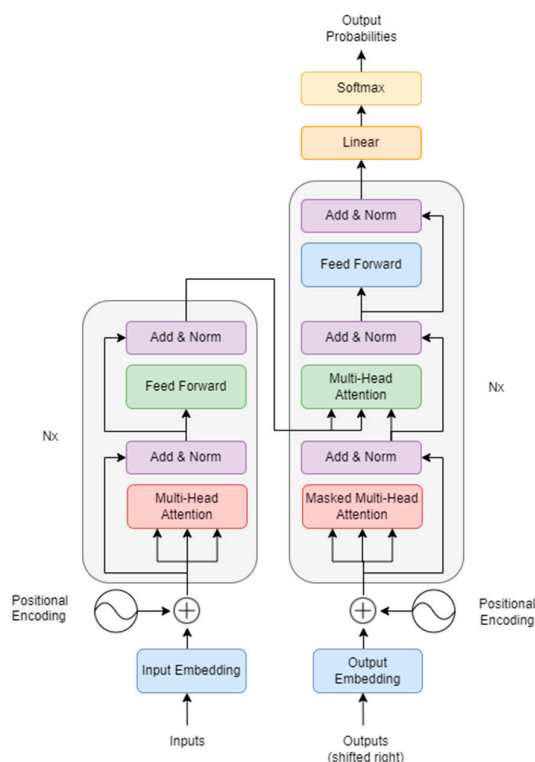 Output
Probabilities
Softmax
Linear
Add & Norm
Feed Forward
Add & Norm
Multi-Head
Attention
Add & Norm
Masked Multi-Head
Attention
Nx
Add & Norm
Feed Forward
Add & Norm
Multi-Head
Attention
Nx
Positional
Encoding
Positional
Encoding
Input Embedding
Output
Embedding
Inputs
Outputs
(shifted right)